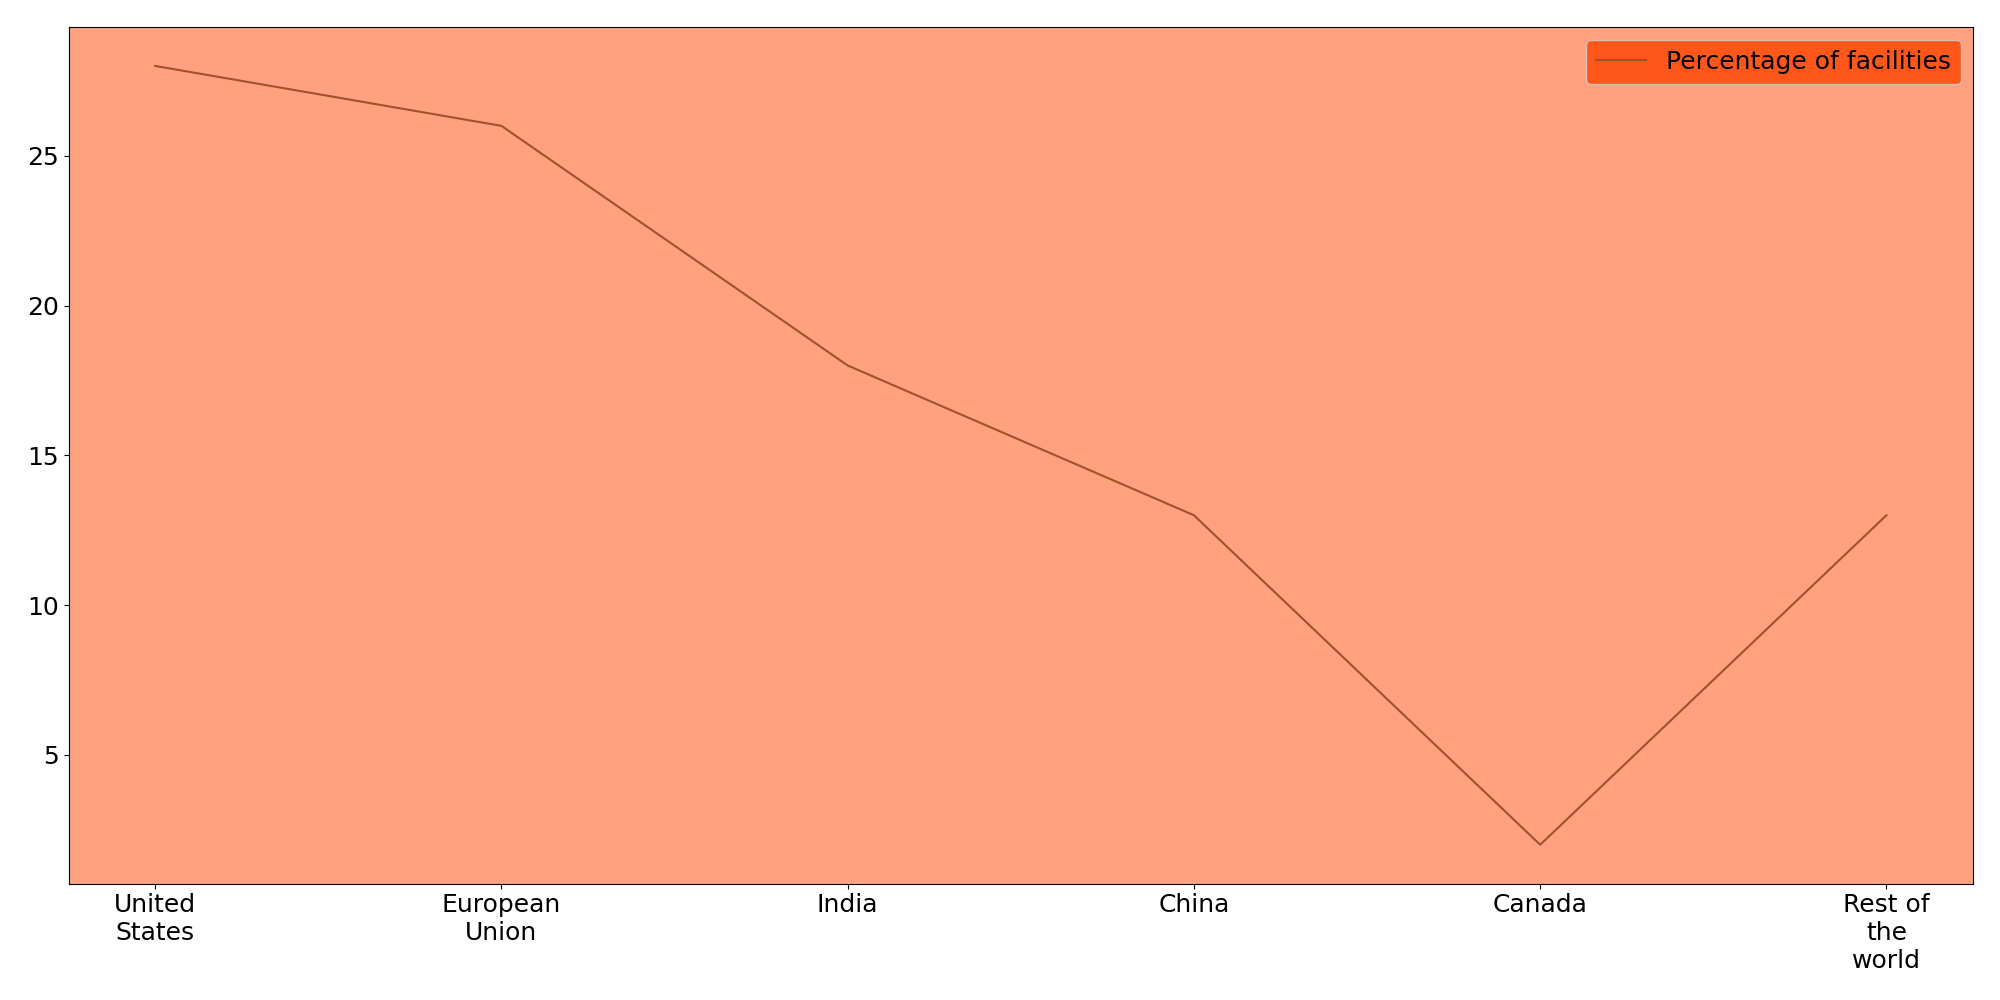 Percentage of facilities
25
20
15
10
5
United
States
European
Union
India
China
Canada
Rest of
the
world